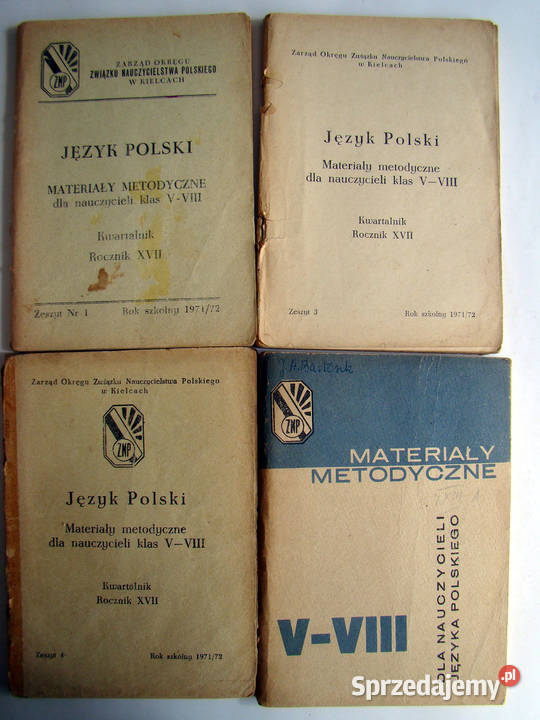 ZNP
ZARZĄD OKRĘGU
ZWIĄZKU NAUCZYCIELSTWA POLSKIEGO
W KIELCACH
JĘZYK POLSKI
MATERIAŁY METODYCZNE
dla nauczycieli klas V-VIII
Kwartalnik
Rocznik XVII
Zeszyt Nr 1 Rok szkolny 1971/72
Zarząd Okręgu Związku Nauczycielstwa Polskiego
w Kielcach
Język Polski
Materiały metodyczne
dla nauczycieli klas V—VIII
Kwartalnik
Rocznik XVII
Zeszyt 3 Rok szkolny 1971/72
Zarząd Okręgu Związku Nauczycielstwa Polskiego
w Kielcach
ZNP
Język Polski
Materiały metodyczne
dla nauczycieli klas V—VIII
Kwartalnik
Rocznik XVII
Zeszyt 4 Rok szkolny 1971/72
ZNP
MATERIAŁY
METODYCZNE
V-VIII
DLA NAUCZYCIELI
JĘZYKA POLSKIEGO
Sprzedajemy.pl